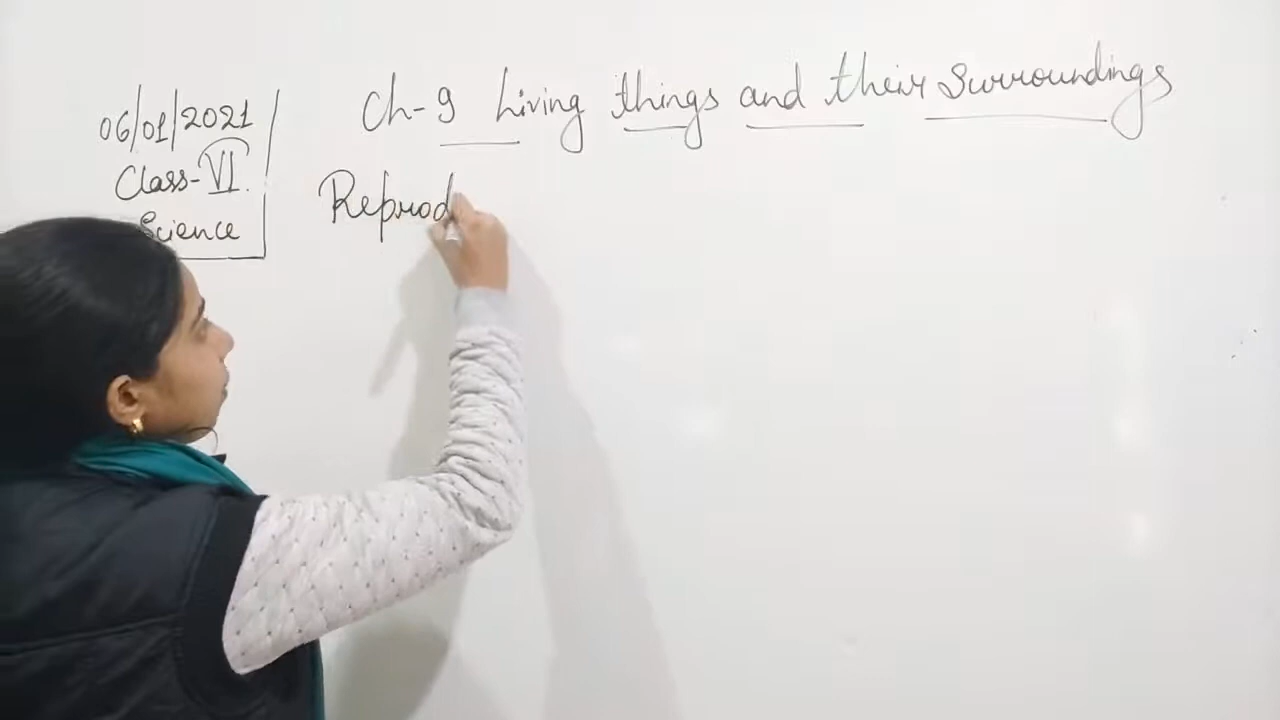 06/01/2021
Class-VI.
Science
Ch-9 Living things and their surroundings
Reprod